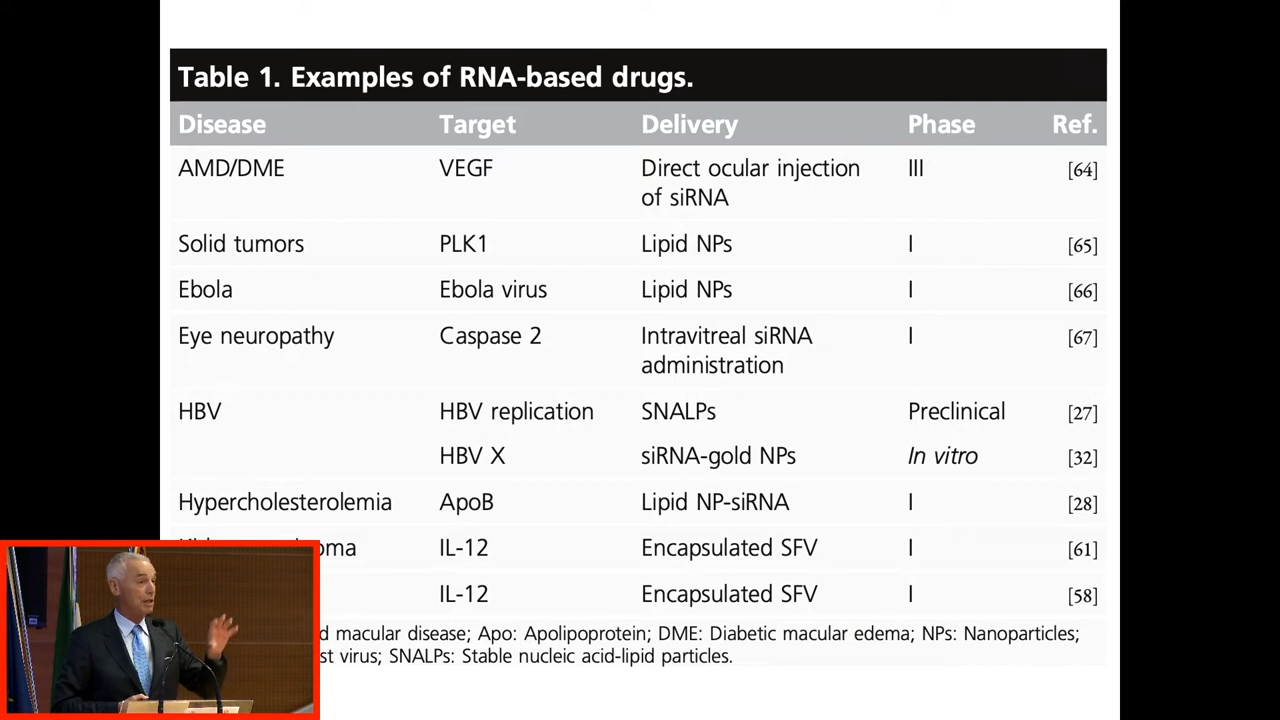 Table 1. Examples of RNA-based drugs.
Disease Target Delivery Phase Ref.
AMD/DME VEGF Direct ocular injection of siRNA III [64]
Solid tumors PLK1 Lipid NPs I [65]
Ebola Ebola virus Lipid NPs I [66]
Eye neuropathy Caspase 2 Intravitreal siRNA administration I [67]
HBV HBV replication SNALPs Preclinical [27]
HBV X siRNA-gold NPs In vitro [32]
Hypercholesterolemia ApoB Lipid NP-siRNA I [28]
IL-12 Encapsulated SFV I [61]
IL-12 Encapsulated SFV I [58]
macular disease; Apo: Apolipoprotein; DME: Diabetic macular edema; NPs: Nanoparticles;
virus; SNALPs: Stable nucleic acid-lipid particles.